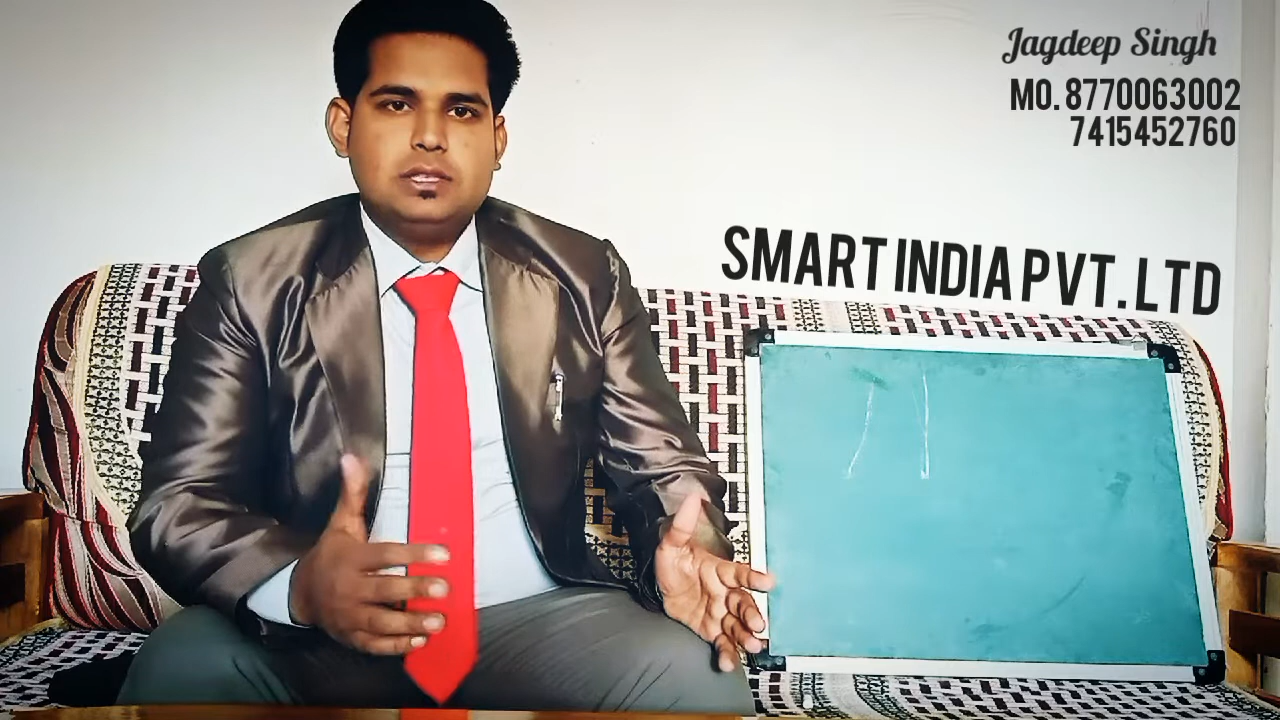 Jagdeep Singh
MO. 8770063002
7415452760
SMART INDIA PVT. LTD